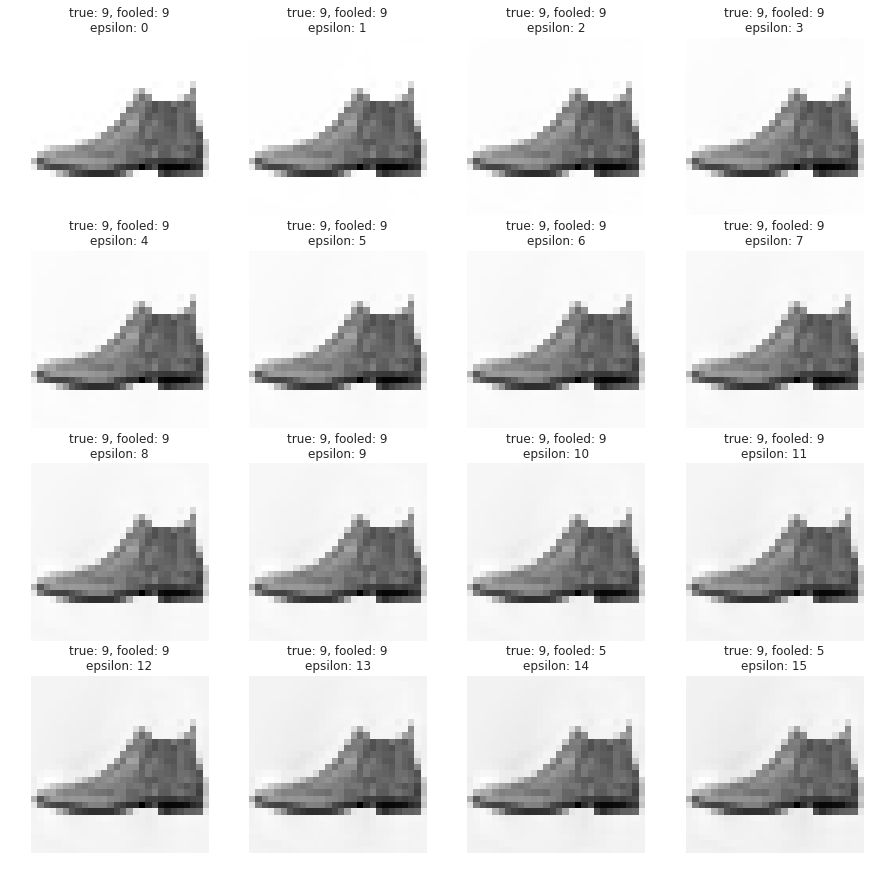 true: 9, fooled: 9
epsilon: 0
true: 9, fooled: 9
epsilon: 1
true: 9, fooled: 9
epsilon: 2
true: 9, fooled: 9
epsilon: 3
true: 9, fooled: 9
epsilon: 4
true: 9, fooled: 9
epsilon: 5
true: 9, fooled: 9
epsilon: 6
true: 9, fooled: 9
epsilon: 7
true: 9, fooled: 9
epsilon: 8
true: 9, fooled: 9
epsilon: 9
true: 9, fooled: 9
epsilon: 10
true: 9, fooled: 9
epsilon: 11
true: 9, fooled: 9
epsilon: 12
true: 9, fooled: 9
epsilon: 13
true: 9, fooled: 5
epsilon: 14
true: 9, fooled: 5
epsilon: 15